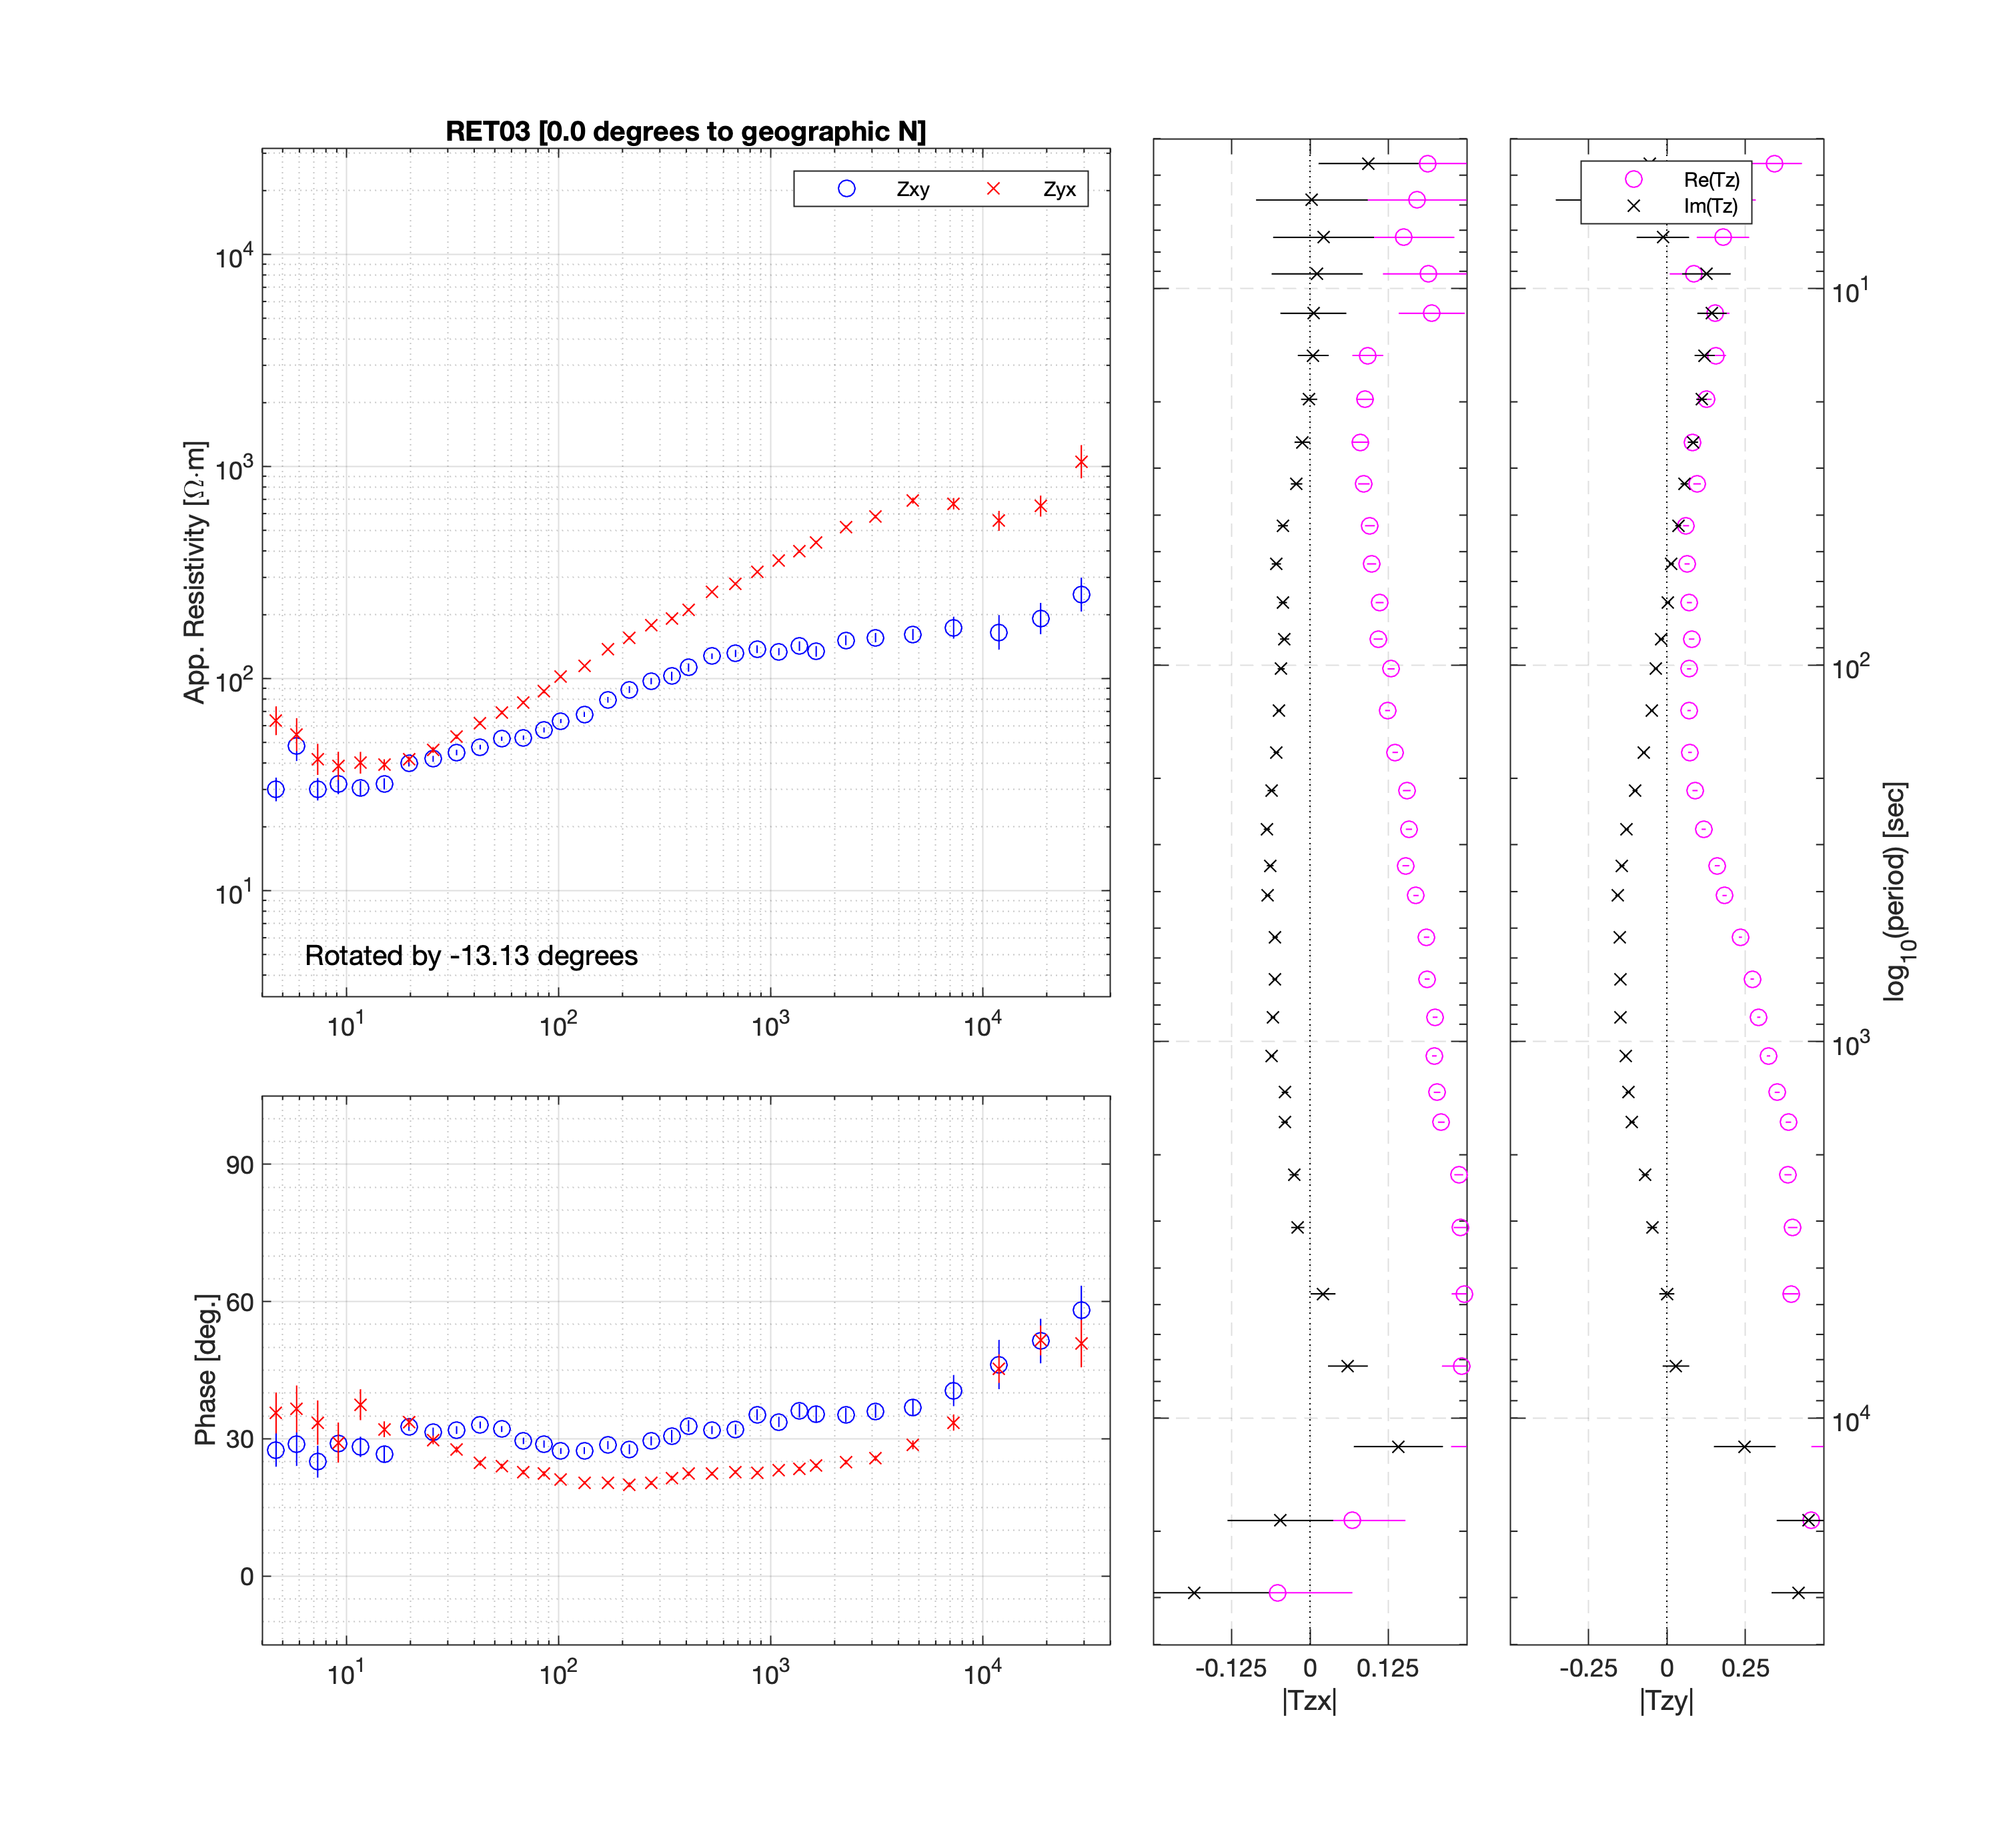 RET03 [0.0 degrees to geographic N]
Zxy Zyx
App. Resistivity [Ω·m]
10^4
10^3
10^2
10^1
Rotated by -13.13 degrees
10^1 10^2 10^3 10^4
Phase [deg.]
90
60
30
0
10^1 10^2 10^3 10^4
-0.125 0 0.125
|Tzx|
Re(Tz)
Im(Tz)
-0.25 0 0.25
|Tzy|
10^1
10^2
10^3
10^4
log_10(period) [sec]